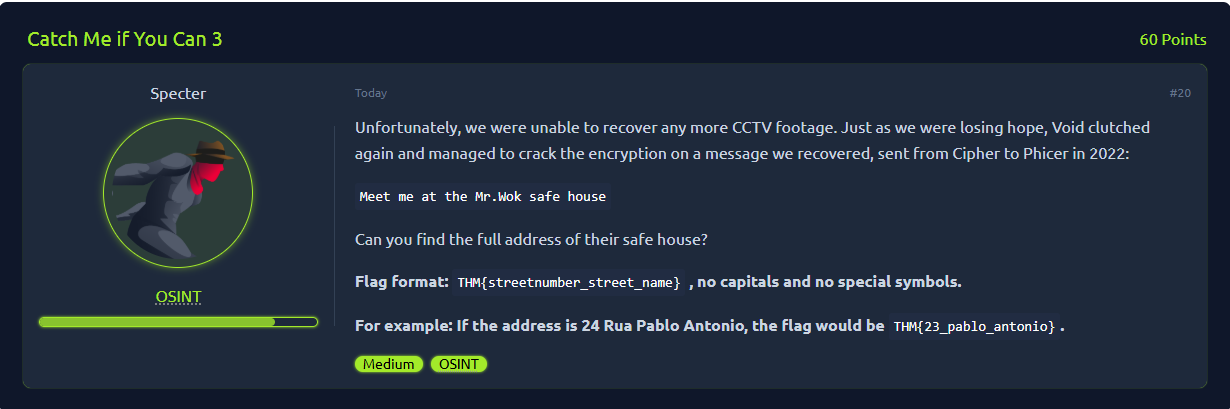 Catch Me if You Can 3
60 Points
Specter
Today
#20
Unfortunately, we were unable to recover any more CCTV footage. Just as we were losing hope, Void clutched
again and managed to crack the encryption on a message we recovered, sent from Cipher to Phicer in 2022:
Meet me at the Mr.Wok safe house
Can you find the full address of their safe house?
OSINT
Flag format: THM{streetnumber_street_name} , no capitals and no special symbols.
For example: If the address is 24 Rua Pablo Antonio, the flag would be THM{23_pablo_antonio} .
Medium OSINT